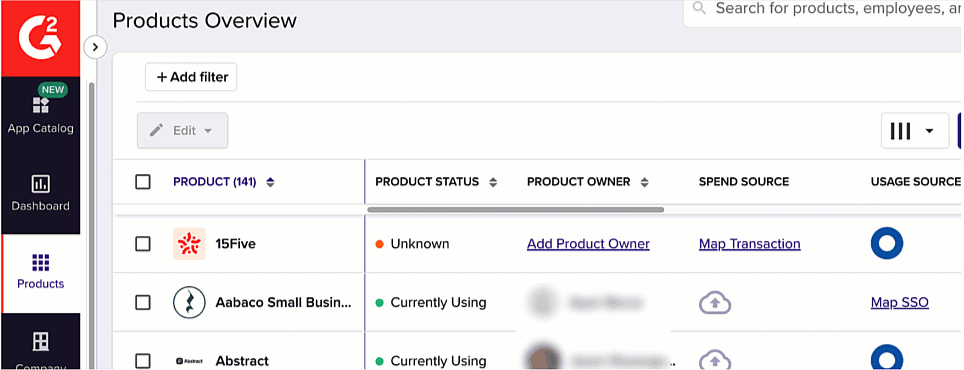 G2
Products Overview
Search for products, employees, ar
+ Add filter
NEW
App Catalog
Edit
Dashboard
PRODUCT (141) PRODUCT STATUS PRODUCT OWNER SPEND SOURCE USAGE SOURCE
15Five Unknown Add Product Owner Map Transaction
Products
Aabaco Small Busin... Currently Using Map SSO
Company
Abstract Abstract Currently Using ..